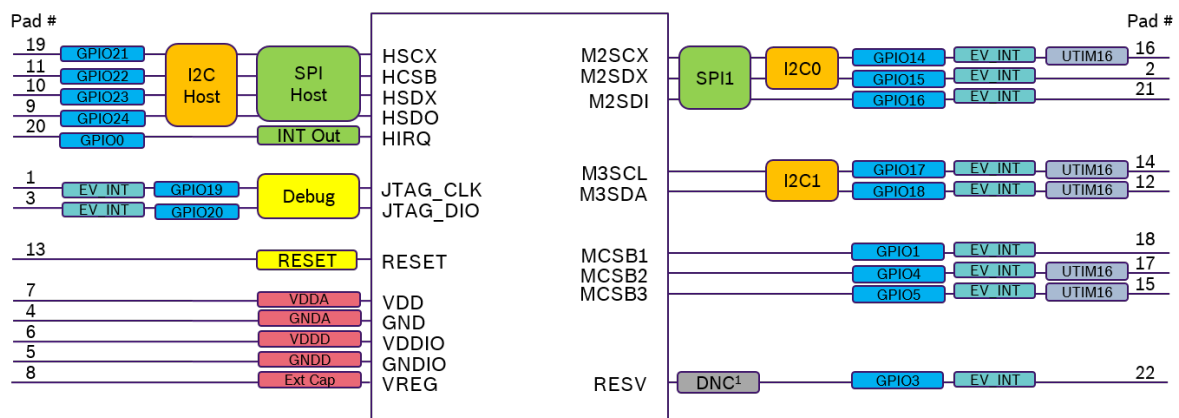 Pad # Pad #
19 GPIO21 HSCX M2SCX GPIO14 EV_INT UTIM16 16
11 GPIO22 I2C Host SPI Host HCSB M2SDX SPI1 I2C0 GPIO15 EV_INT 2
10 GPIO23 HSDX M2SDI GPIO16 EV_INT 21
9 GPIO24 HSDO
20 GPIO0 INT Out HIRQ
1 EV_INT GPIO19 Debug JTAG_CLK M3SCL I2C1 GPIO17 EV_INT UTIM16 14
3 EV_INT GPIO20 JTAG_DIO M3SDA GPIO18 EV_INT UTIM16 12
13 RESET RESET MCSB1 GPIO1 EV_INT 18
MCSB2 GPIO4 EV_INT UTIM16 17
7 VDDA VDD MCSB3 GPIO5 EV_INT UTIM16 15
4 GNDA GND
6 VDDD VDDIO
5 GNDD GNDIO
8 Ext Cap VREG RESV DNC¹ GPIO3 EV_INT 22